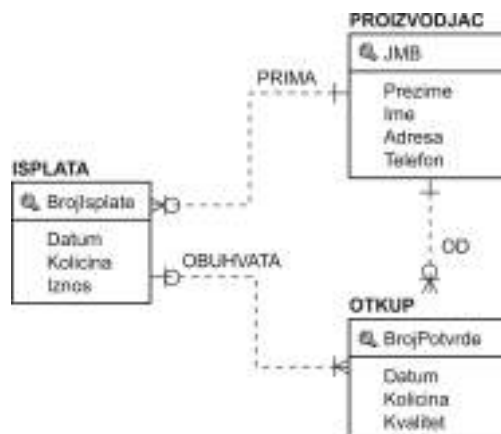 PROIZVODJAC
JMB
Prezime
Ime
Adresa
Telefon
PRIMA
ISPLATA
BrojIsplate
Datum
Kolicina
Iznos
OBUHVATA
OD
OTKUP
BrojPotvrde
Datum
Kolicina
Kvalitet